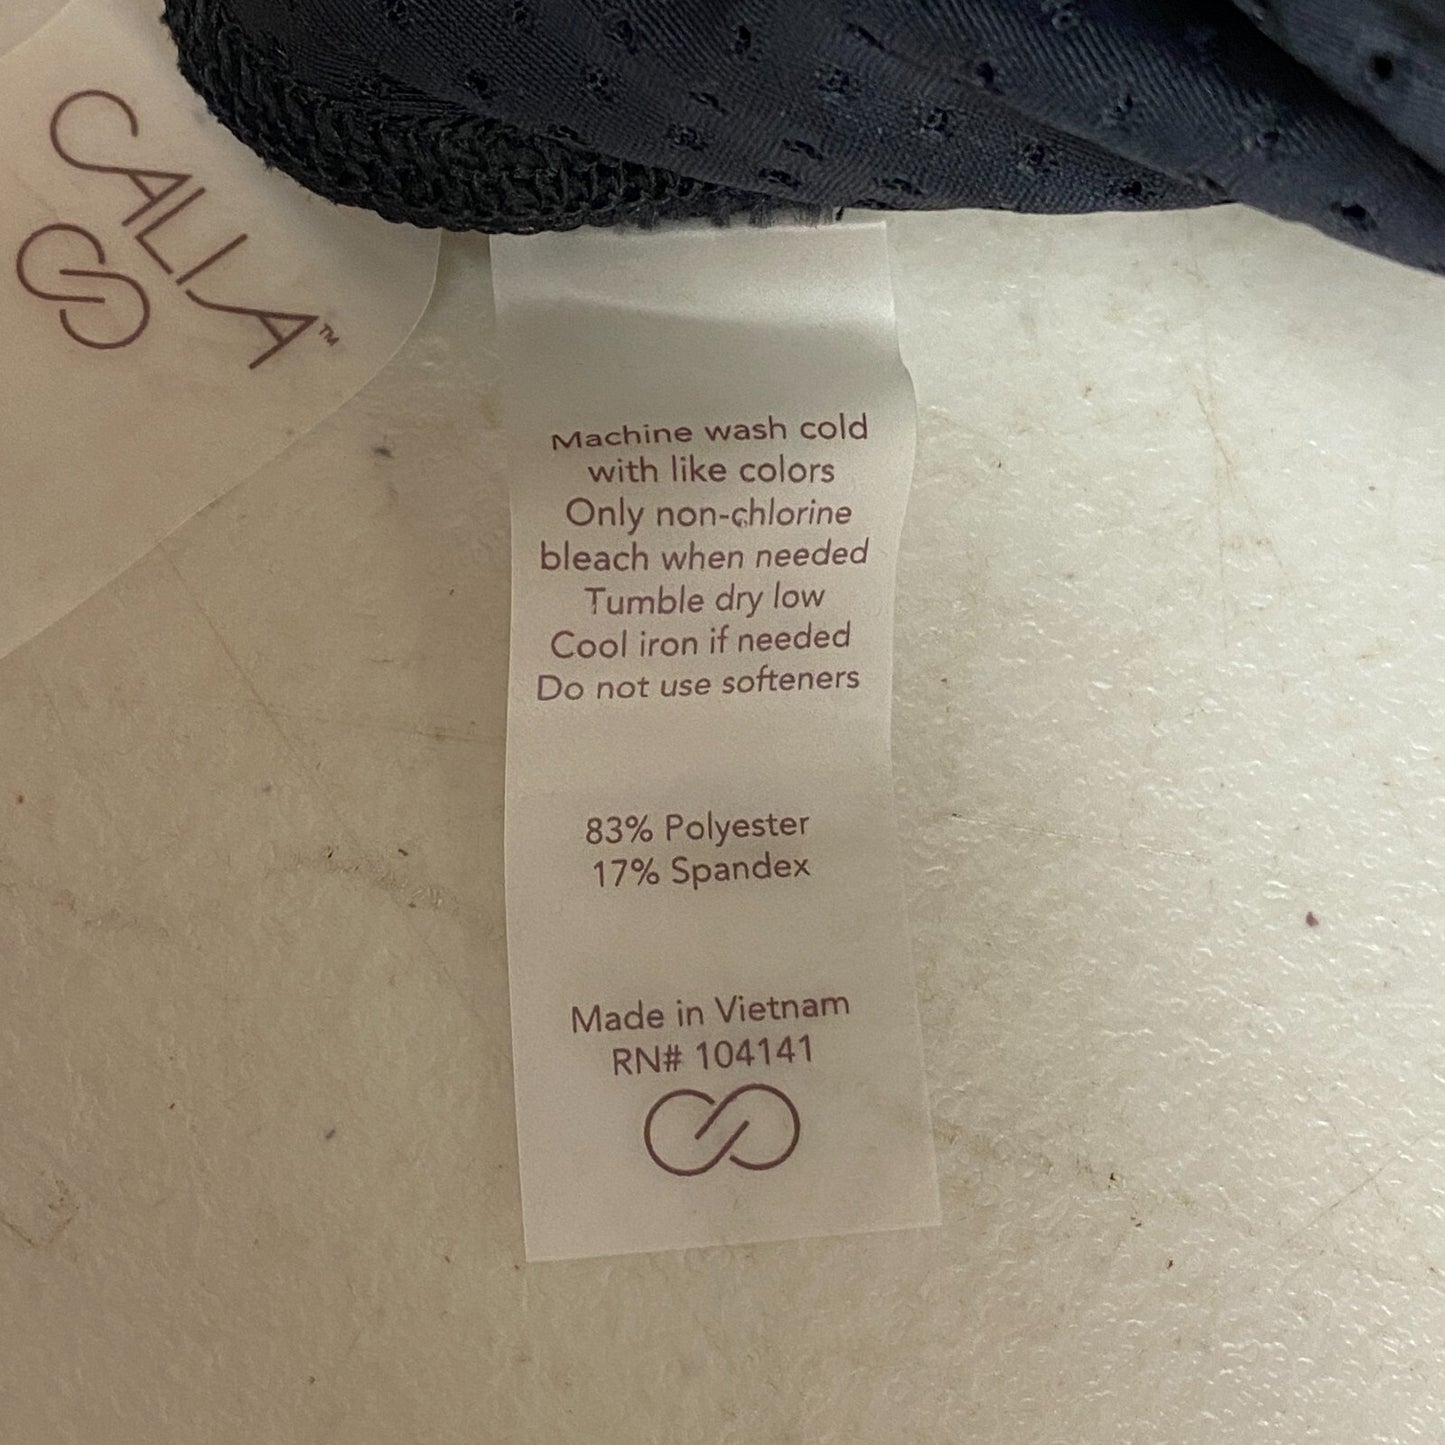 CALIA™
Machine wash cold
with like colors
Only non-chlorine
bleach when needed
Tumble dry low
Cool iron if needed
Do not use softeners
83% Polyester
17% Spandex
Made in Vietnam
RN# 104141